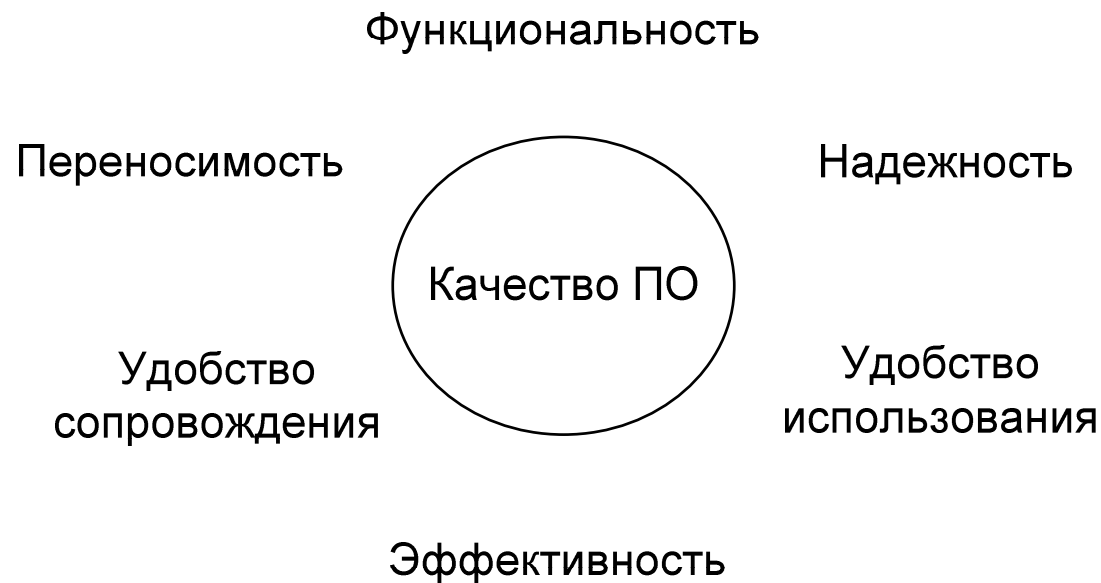 Функциональность
Переносимость
Надежность
Качество ПО
Удобство
сопровождения
Удобство
использования
Эффективность